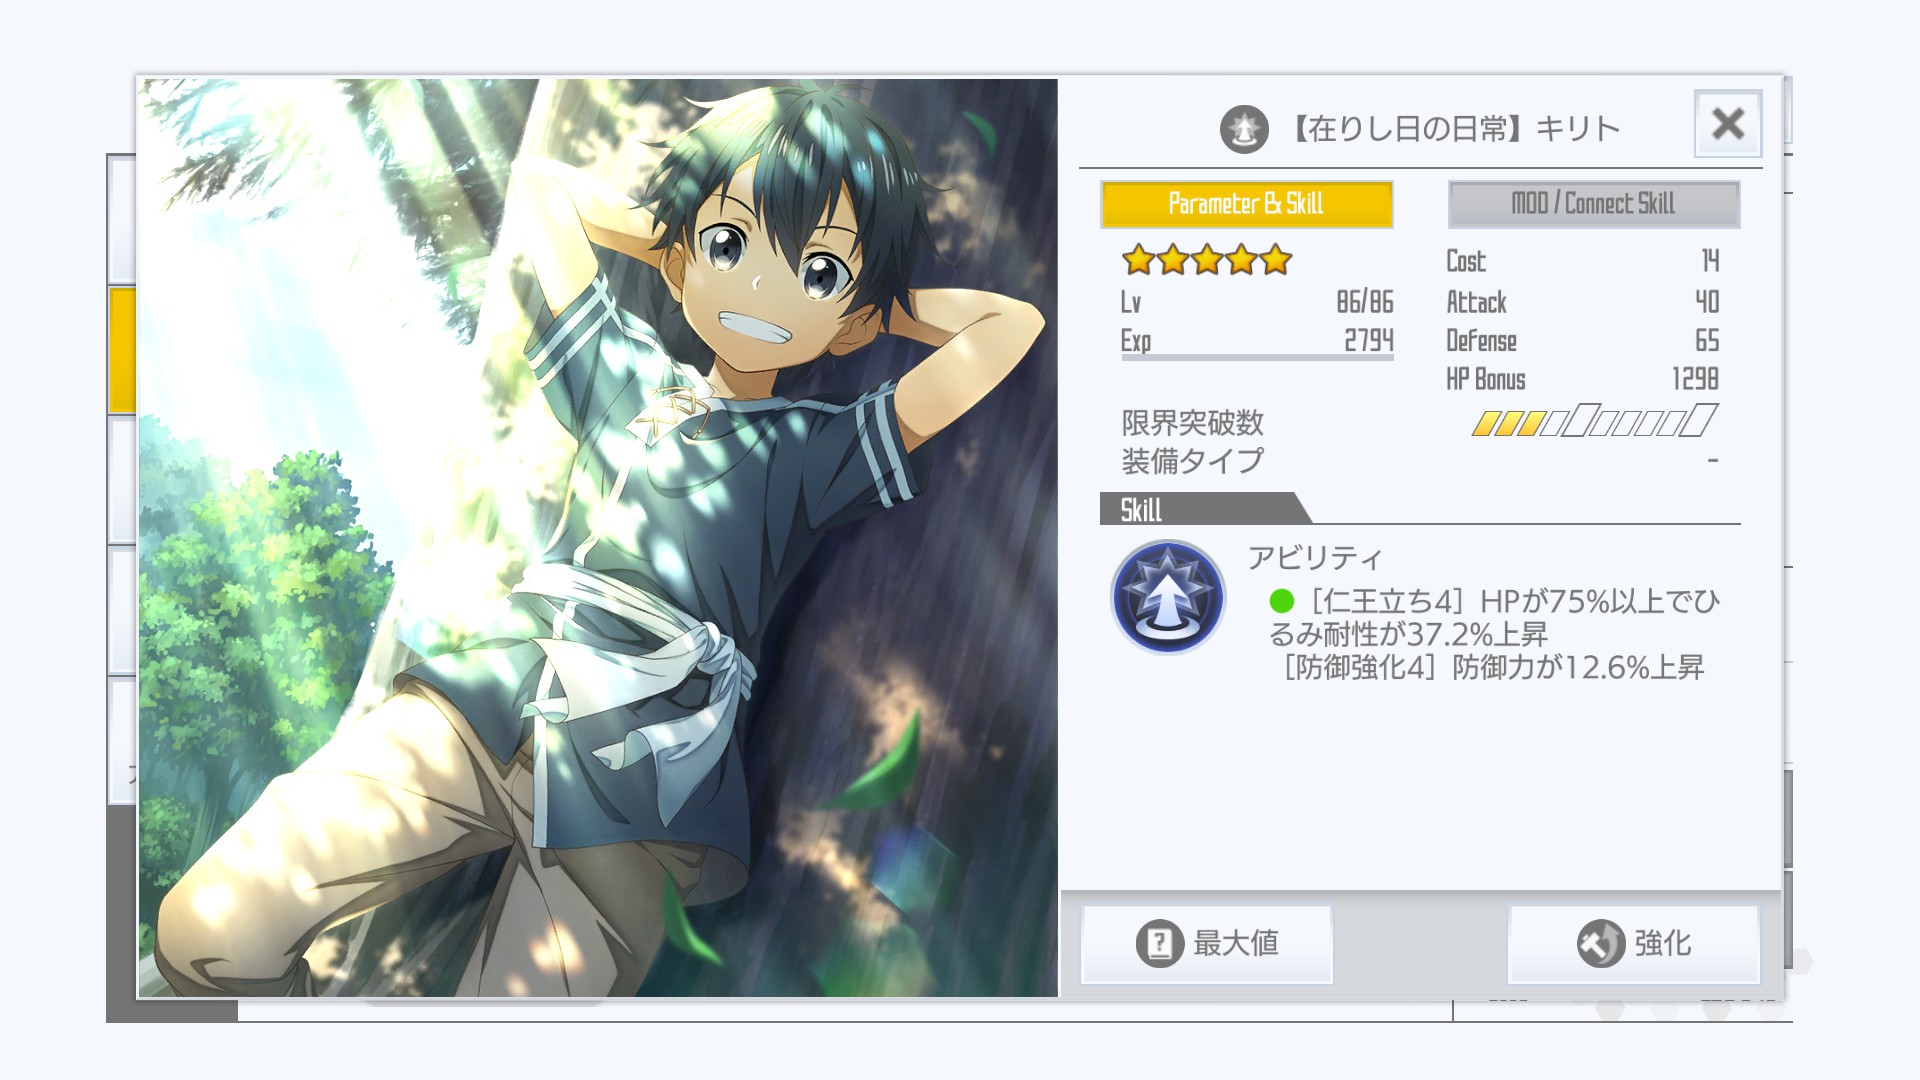 【在りし日の日常】キリト
Parameter & Skill
MOD / Connect Skill
Cost 14
Lv 86/86
Attack 40
Exp 2794
Defense 65
HP Bonus 1298
限界突破数
装備タイプ -
Skill
アビリティ
［仁王立ち4］HPが75%以上でひ
るみ耐性が37.2%上昇
［防御強化4］防御力が12.6%上昇
最大値
強化